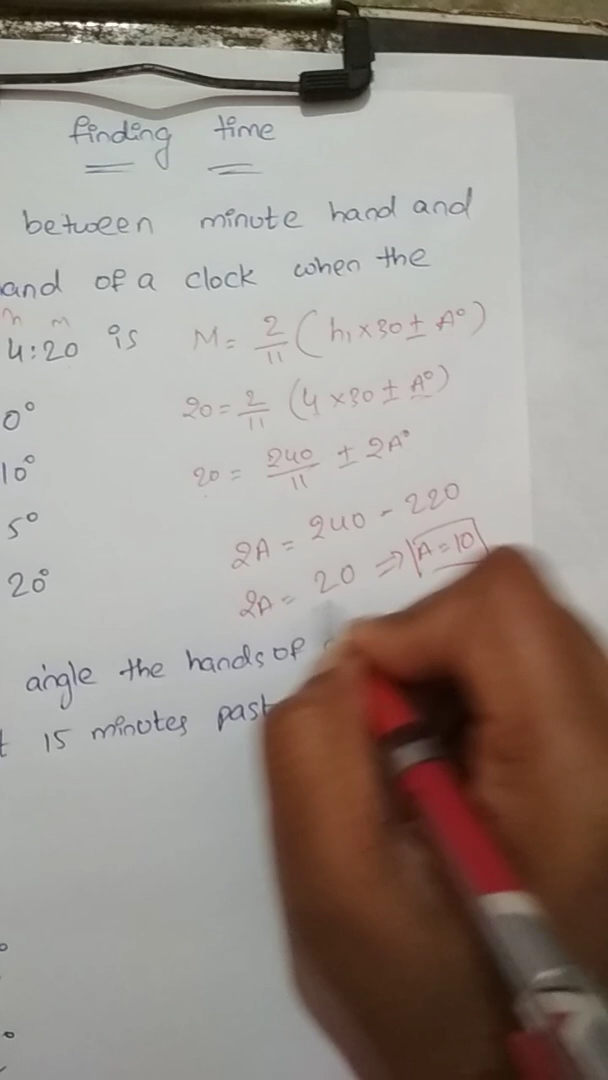 finding time
between minute hand and
and of a clock when the
h m
4:20 is M = 2/11 ( h, x 30 ± A°)
0° 20 = 2/11 (4 x 30 ± A°)
10° 20 = 240/11 ± 2A°
5° 2A = 240 - 220
20° 2A = 20 ⇒ A = 10
angle the hands of
15 minutes past